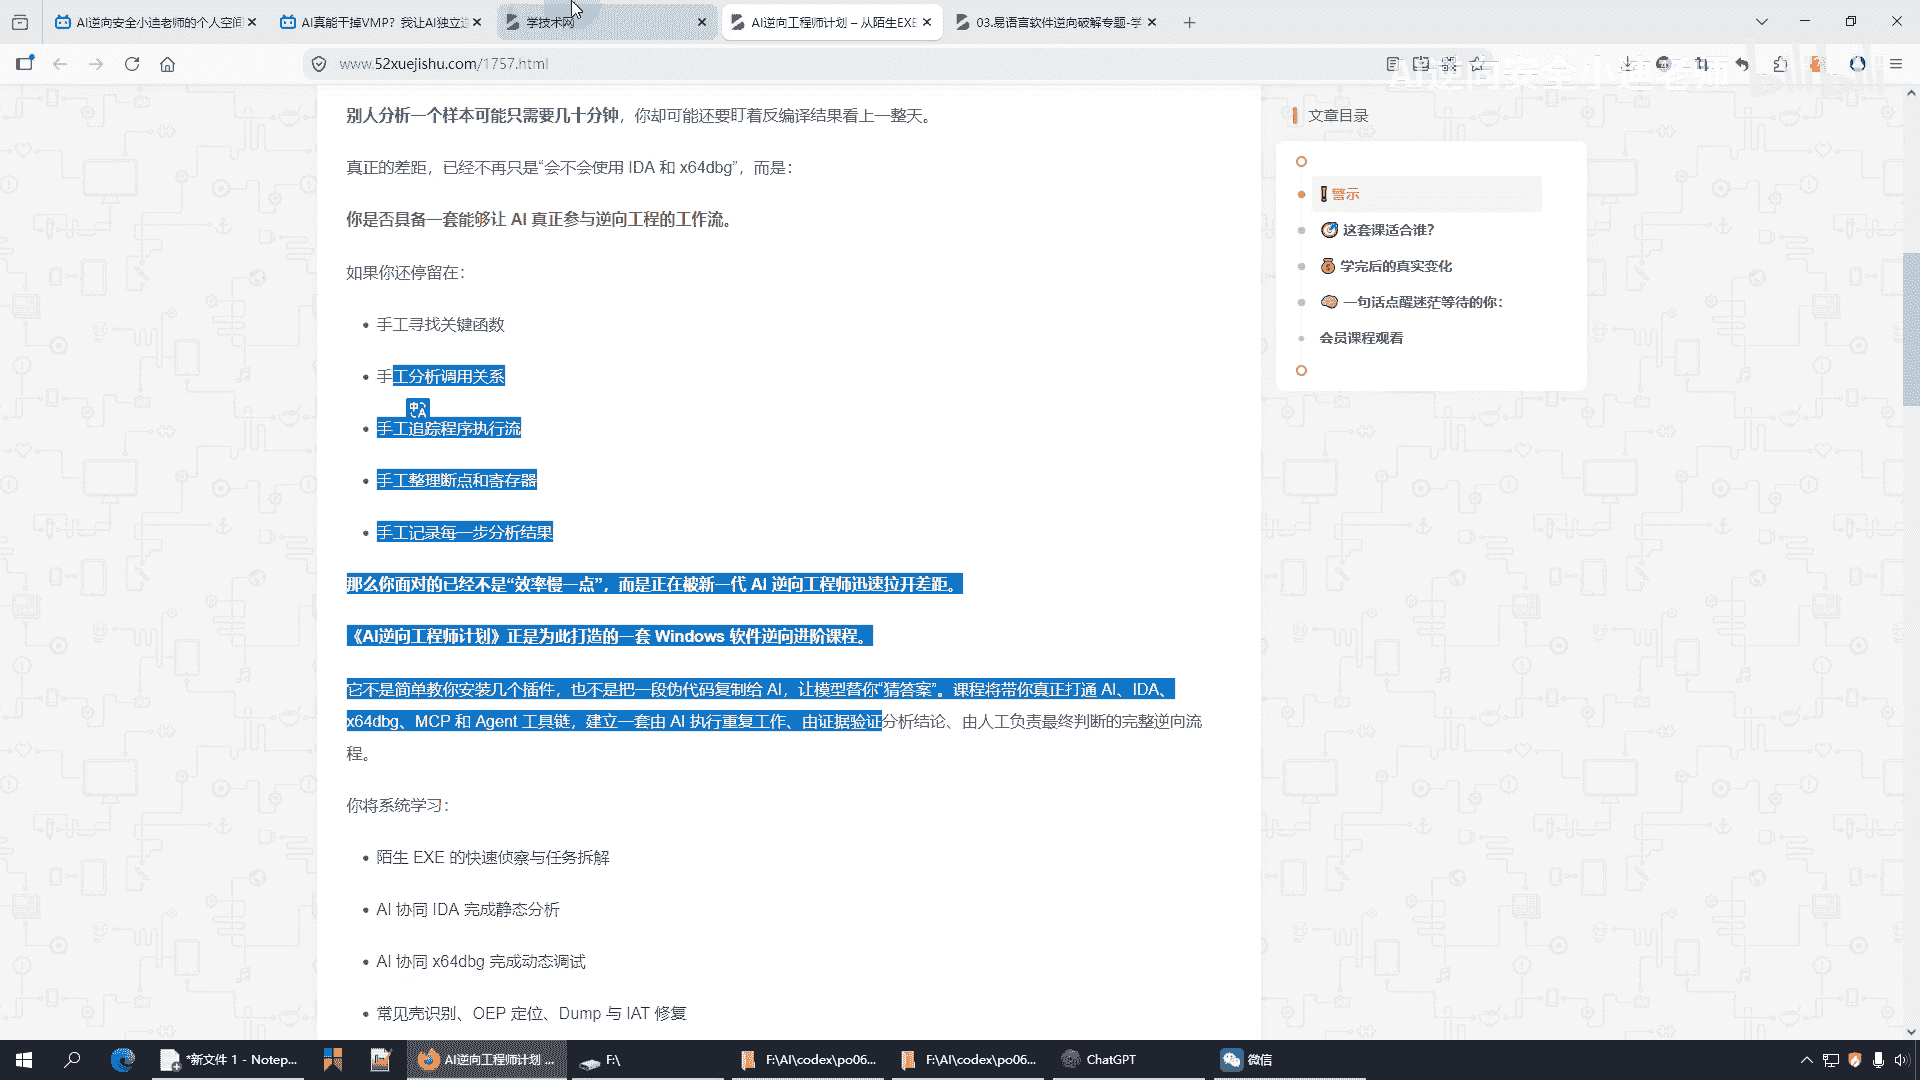 AI逆向安全小迪老师的个人空间
AI真能干掉VMP？我让AI独立
学技术网
AI逆向工程师计划 – 从陌生EXE
03.易语言软件逆向破解专题-学
www.52xuejishu.com/1757.html
AI逆向安全小迪老师
别人分析一个样本可能只需要几十分钟，你却可能还要盯着反编译结果看上一整天。
真正的差距，已经不再只是“会不会使用 IDA 和 x64dbg”，而是：
你是否具备一套能够让 AI 真正参与逆向工程的工作流。
如果你还停留在：
手工寻找关键函数
手工分析调用关系
手工追踪程序执行流
手工整理断点和寄存器
手工记录每一步分析结果
那么你面对的已经不是“效率慢一点”，而是正在被新一代 AI 逆向工程师迅速拉开差距。
《AI逆向工程师计划》正是为此打造的一套 Windows 软件逆向进阶课程。
它不是简单教你安装几个插件，也不是把一段伪代码复制给 AI，让模型替你“猜答案”。课程将带你真正打通 AI、IDA、
x64dbg、MCP 和 Agent 工具链，建立一套由 AI 执行重复工作、由证据验证分析结论、由人工负责最终判断的完整逆向流
程。
你将系统学习：
陌生 EXE 的快速侦察与任务拆解
AI 协同 IDA 完成静态分析
AI 协同 x64dbg 完成动态调试
常见壳识别、OEP 定位、Dump 与 IAT 修复
文章目录
警示
这套课适合谁？
学完后的真实变化
一句话点醒迷茫等待的你：
会员课程观看
*新文件 1 - Notep...
AI逆向工程师计划 ...
F:\
F:\AI\codex\po06...
F:\AI\codex\po06...
ChatGPT
微信